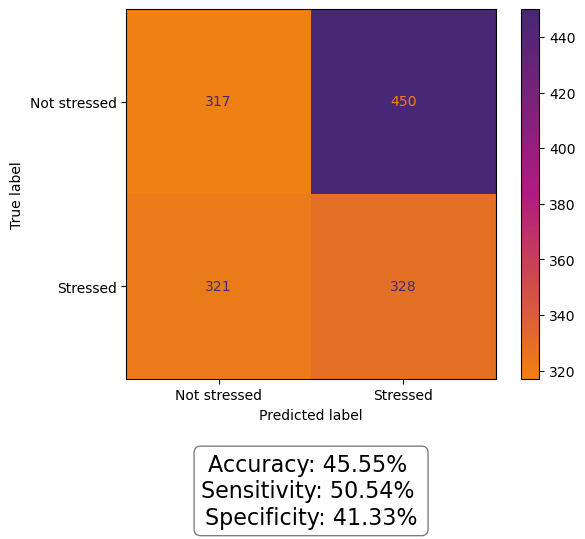 440
Not stressed
317
450
420
400
True label
380
360
Stressed
321
328
340
320
Not stressed
Stressed
Predicted label
Accuracy: 45.55%
Sensitivity: 50.54%
Specificity: 41.33%